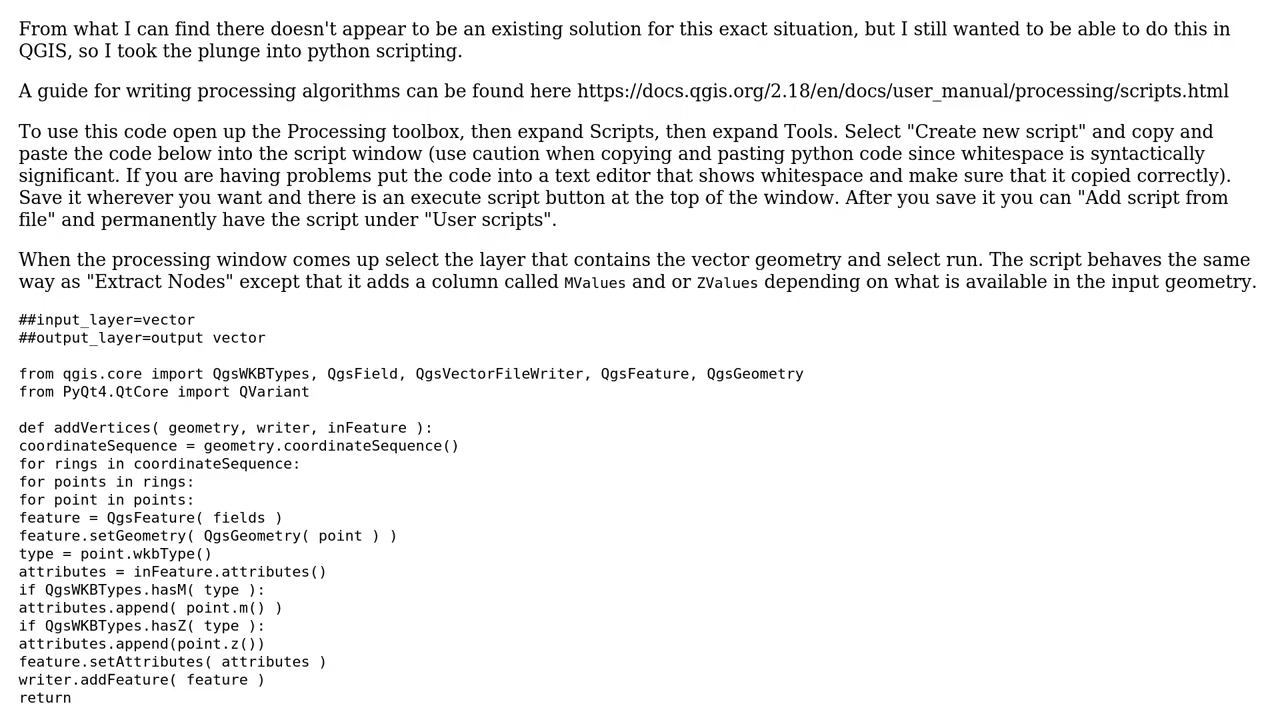 From what I can find there doesn't appear to be an existing solution for this exact situation, but I still wanted to be able to do this in
QGIS, so I took the plunge into python scripting.
A guide for writing processing algorithms can be found here https://docs.qgis.org/2.18/en/docs/user_manual/processing/scripts.html
To use this code open up the Processing toolbox, then expand Scripts, then expand Tools. Select "Create new script" and copy and
paste the code below into the script window (use caution when copying and pasting python code since whitespace is syntactically
significant. If you are having problems put the code into a text editor that shows whitespace and make sure that it copied correctly).
Save it wherever you want and there is an execute script button at the top of the window. After you save it you can "Add script from
file" and permanently have the script under "User scripts".
When the processing window comes up select the layer that contains the vector geometry and select run. The script behaves the same
way as "Extract Nodes" except that it adds a column called MValues and or ZValues depending on what is available in the input geometry.
##input_layer=vector
##output_layer=output vector
from qgis.core import QgsWKBTypes, QgsField, QgsVectorFileWriter, QgsFeature, QgsGeometry
from PyQt4.QtCore import QVariant
def addVertices( geometry, writer, inFeature ):
coordinateSequence = geometry.coordinateSequence()
for rings in coordinateSequence:
for points in rings:
for point in points:
feature = QgsFeature( fields )
feature.setGeometry( QgsGeometry( point ) )
type = point.wkbType()
attributes = inFeature.attributes()
if QgsWKBTypes.hasM( type ):
attributes.append( point.m() )
if QgsWKBTypes.hasZ( type ):
attributes.append(point.z())
feature.setAttributes( attributes )
writer.addFeature( feature )
return